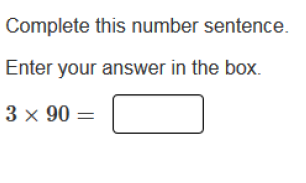 Complete this number sentence.
Enter your answer in the box.
3 × 90 =